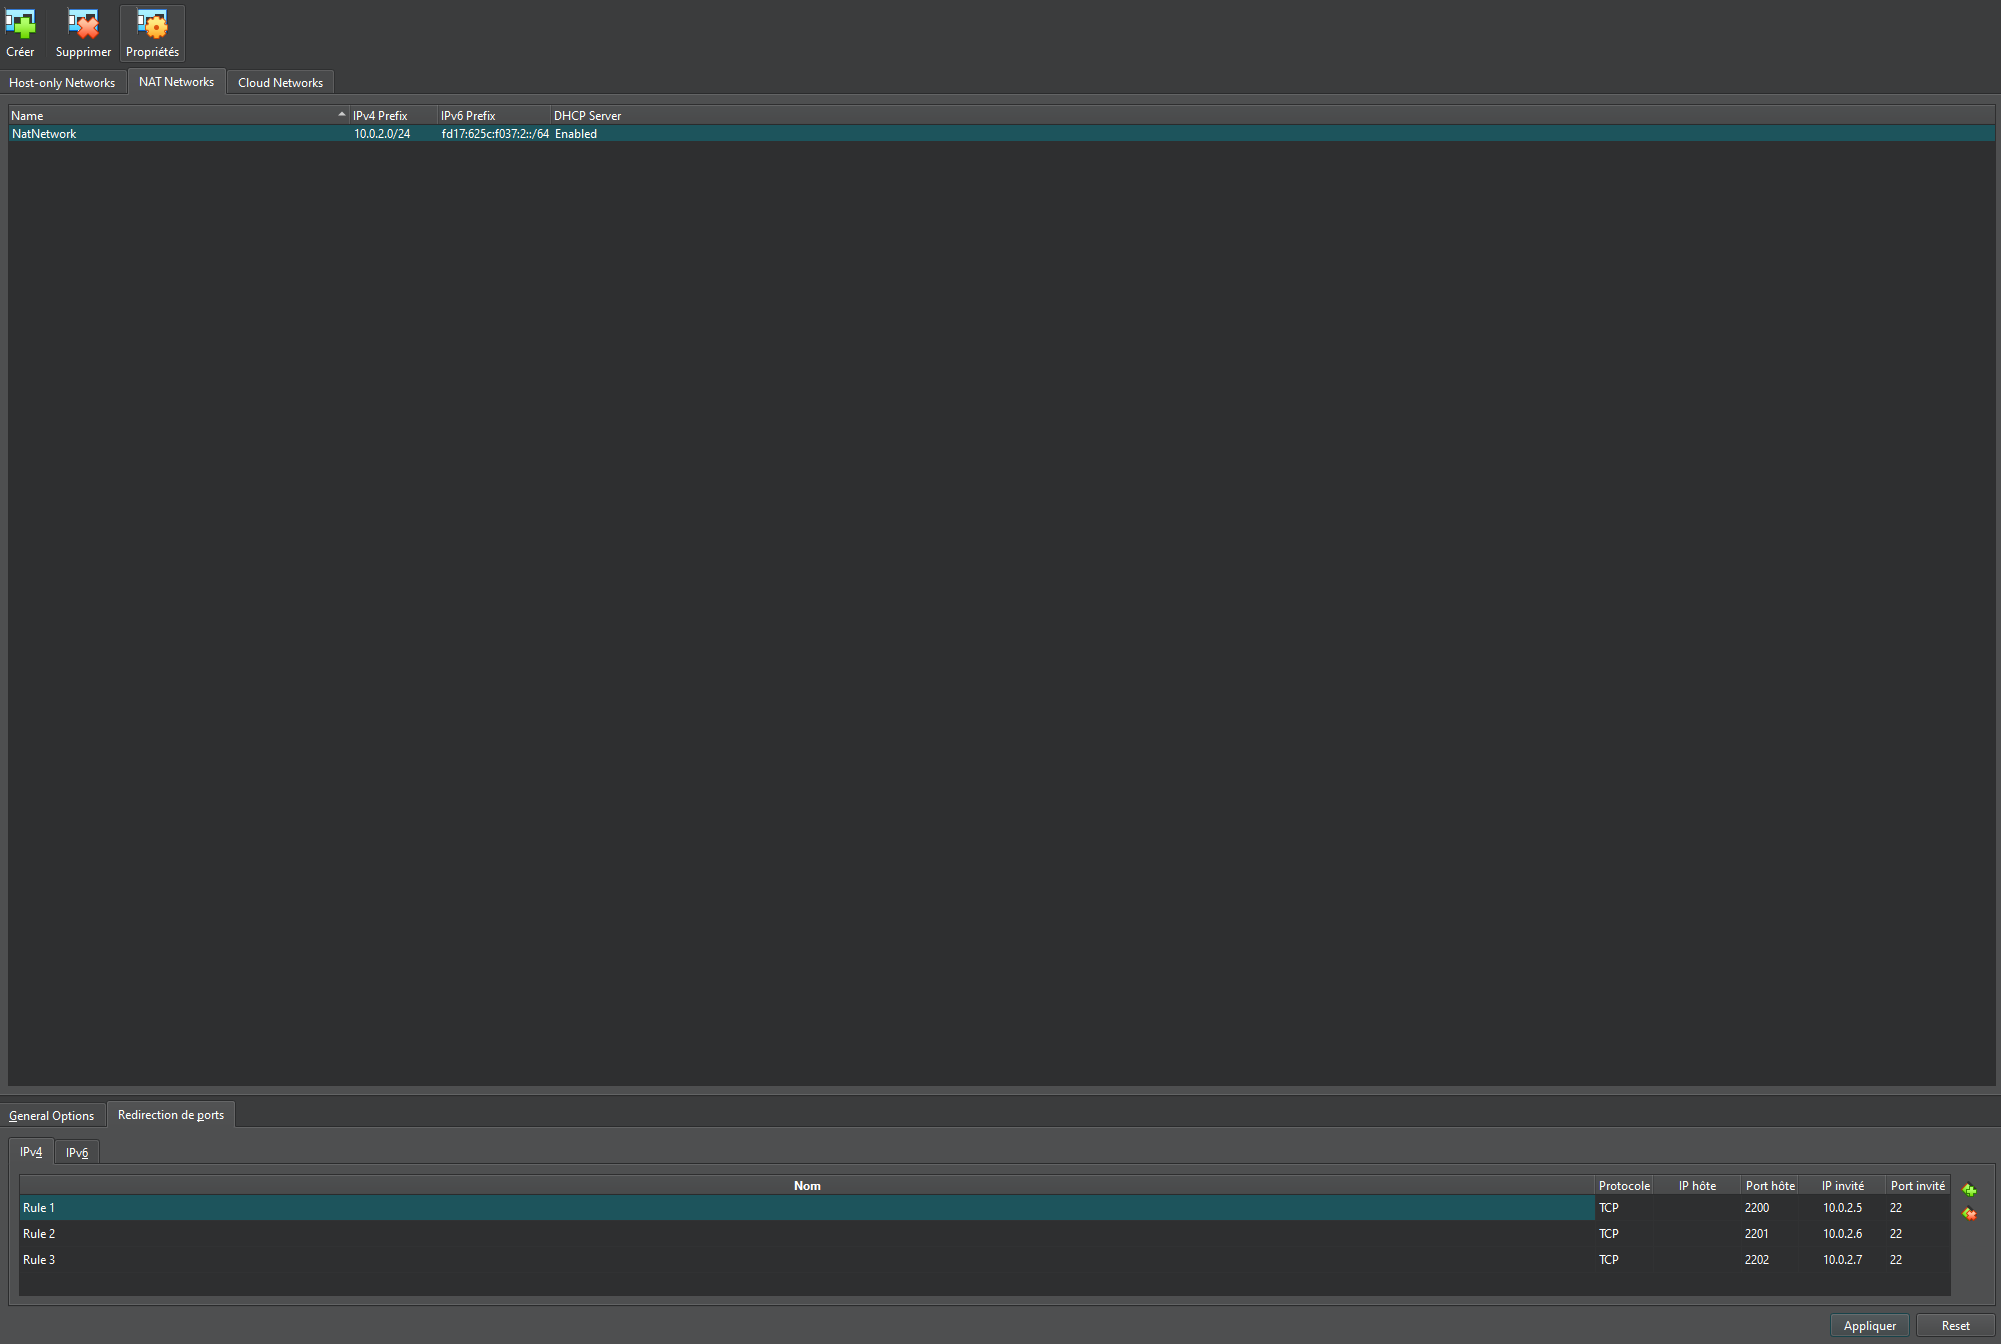 Créer Supprimer Propriétés
Host-only Networks NAT Networks Cloud Networks
Name IPv4 Prefix IPv6 Prefix DHCP Server
NatNetwork 10.0.2.0/24 fd17:625c:f037:2::/64 Enabled
General Options Redirection de ports
IPv4 IPv6
Nom Protocole IP hôte Port hôte IP invité Port invité
Rule 1 TCP 2200 10.0.2.5 22
Rule 2 TCP 2201 10.0.2.6 22
Rule 3 TCP 2202 10.0.2.7 22
Appliquer Reset